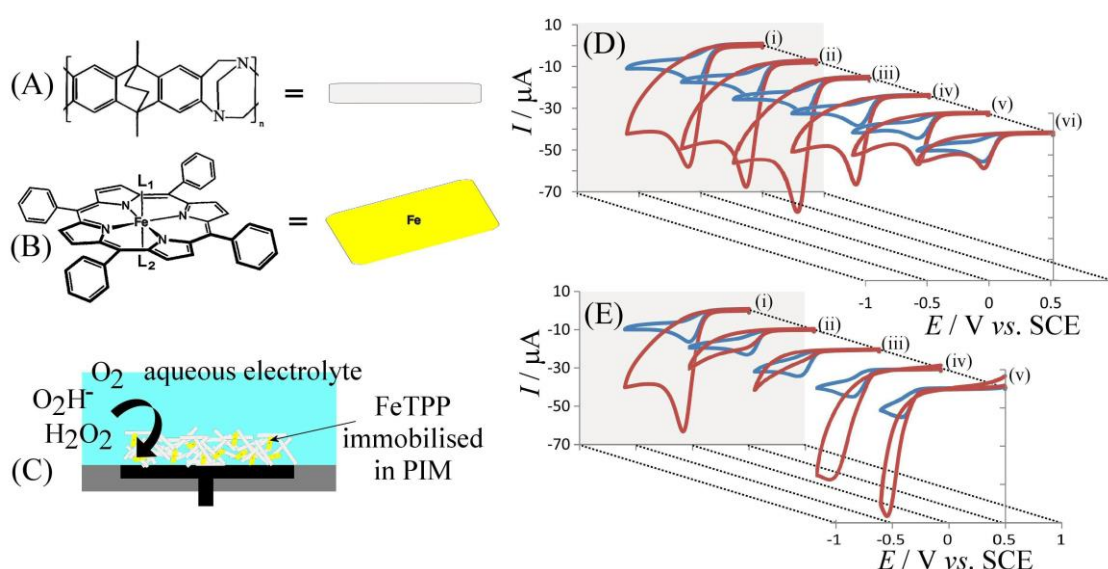 (A)
N
N
n
=
(B)
L1
N
N
Fe
N
N
L2
=
Fe
(C)
O2 aqueous electrolyte
O2H-
H2O2
FeTPP
immobilised
in PIM
(D)
10
-10
-30
-50
-70
I / µA
(i)
(ii)
(iii)
(iv)
(v)
(vi)
-1 -0.5 0 0.5
E / V vs. SCE
(E)
10
-10
-30
-50
-70
I / µA
(i)
(ii)
(iii)
(iv)
(v)
-1 -0.5 0 0.5 1
E / V vs. SCE